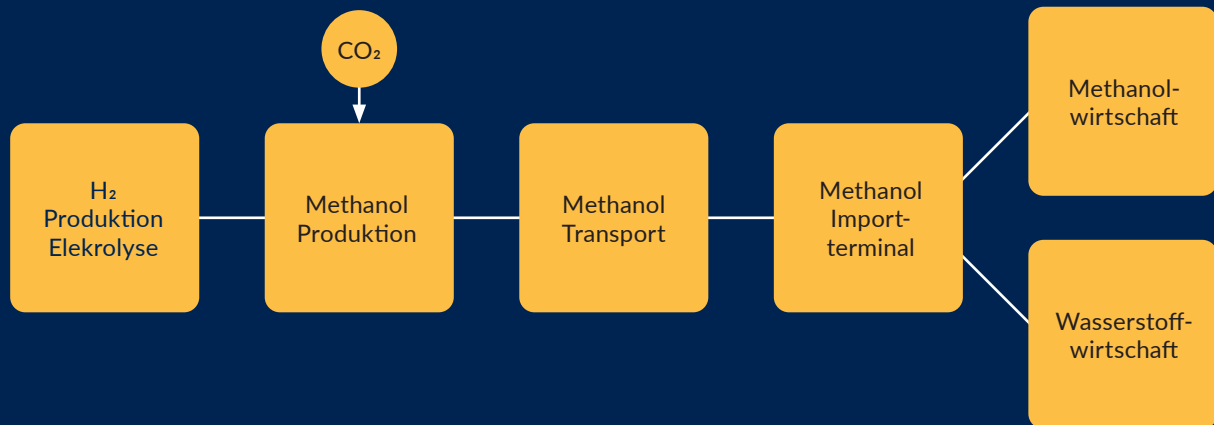 CO₂
H₂
Produktion
Elekrolyse
Methanol
Produktion
Methanol
Transport
Methanol
Import-
terminal
Methanol-
wirtschaft
Wasserstoff-
wirtschaft